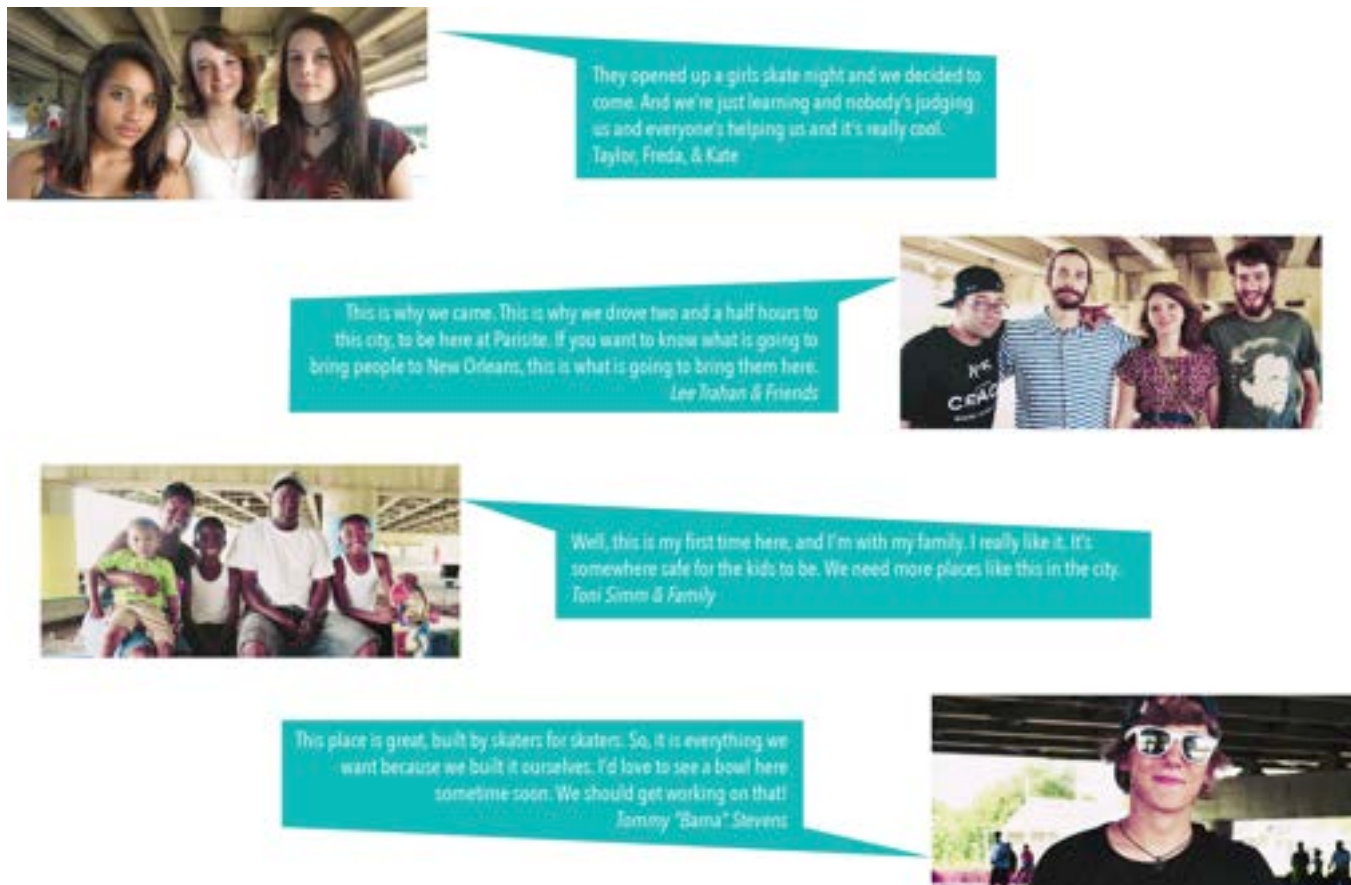 They opened up a girls skate night and we decided to
come. And we're just learning and nobody's judging
us and everyone's helping us and it's really cool.
Taylor, Freda, & Kate
This is why we came. This is why we drove two and a half hours to
this city, to be here at Parisite. If you want to know what is going to
bring people to New Orleans, this is what is going to bring them here.
Lee Trahan & Friends
Well, this is my first time here, and I'm with my family. I really like it. It's
somewhere safe for the kids to be. We need more places like this in the city.
Toni Simm & Family
This place is great, built by skaters for skaters. So, it is everything we
want because we built it ourselves. I'd love to see a bowl here
sometime soon. We should get working on that!
Tommy "Bama" Stevens